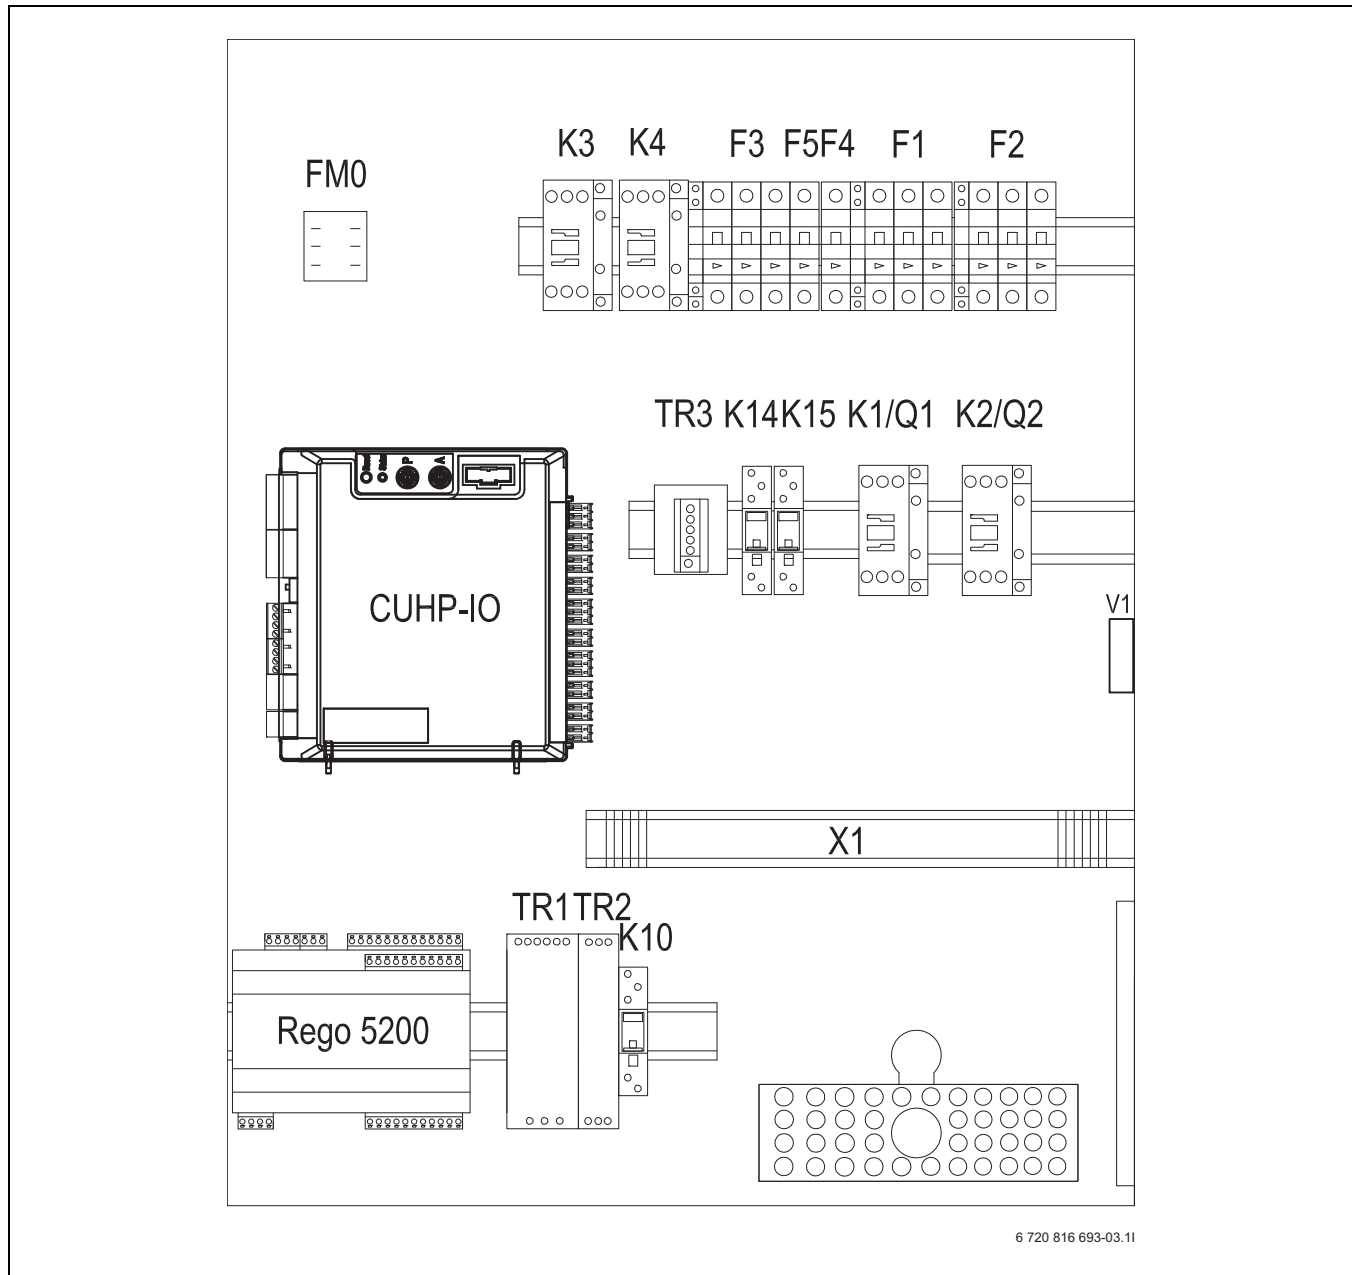 K3 K4 F3 F5F4 F1 F2
FM0
TR3 K14K15 K1/Q1 K2/Q2
P A
CUHP-IO
V1
X1
TR1TR2
K10
Rego 5200
6 720 816 693-03.1I